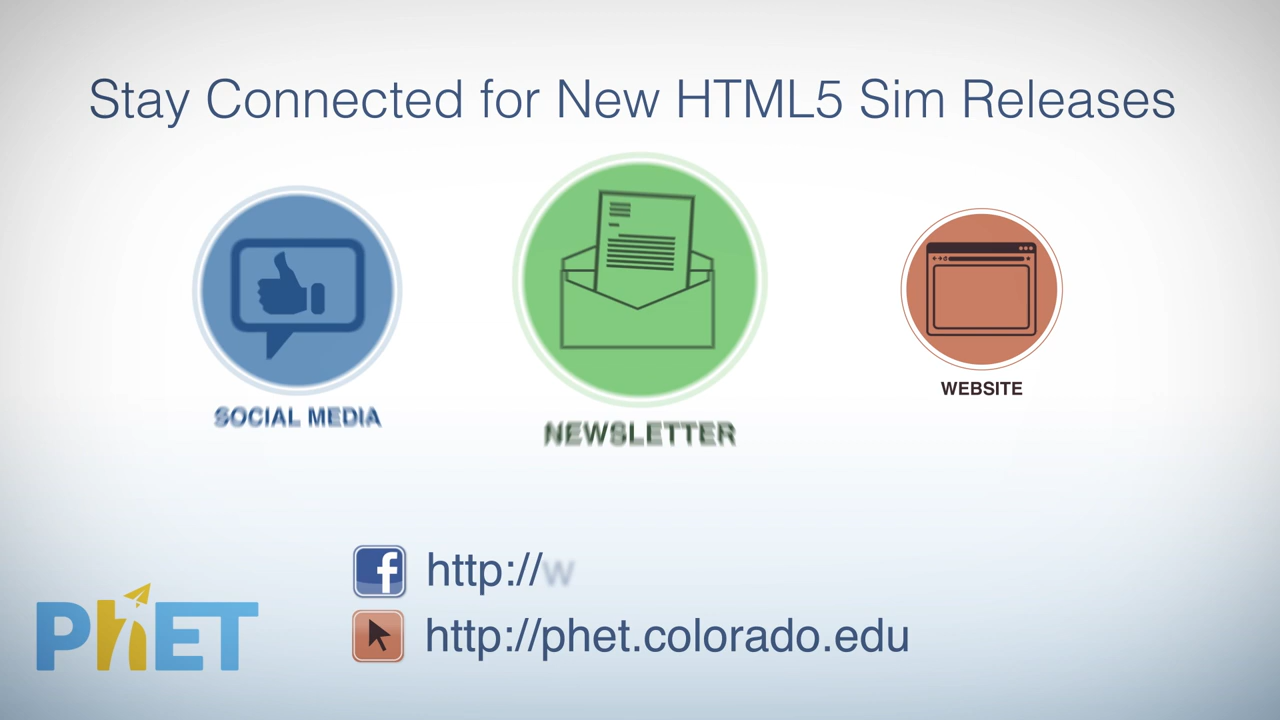 Stay Connected for New HTML5 Sim Releases
SOCIAL MEDIA
NEWSLETTER
WEBSITE
http://w
http://phet.colorado.edu
PhET